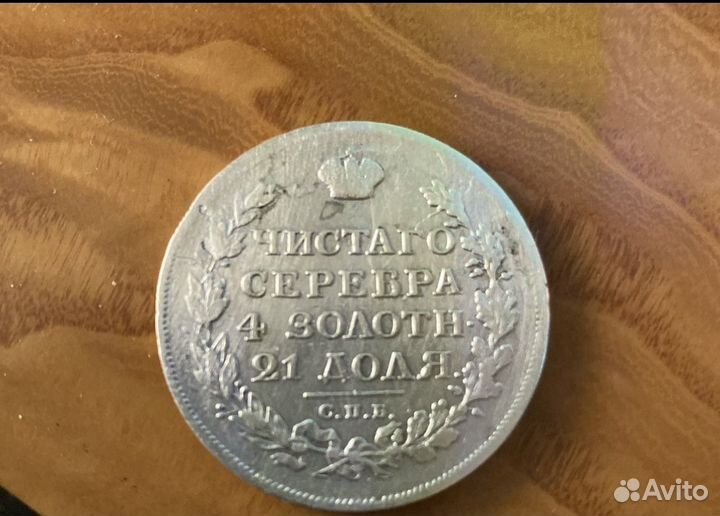 ЧИСТАГО
СЕРЕБРА
4 ЗОЛОТН.
21 ДОЛЯ.
С.П.Б.
Avito